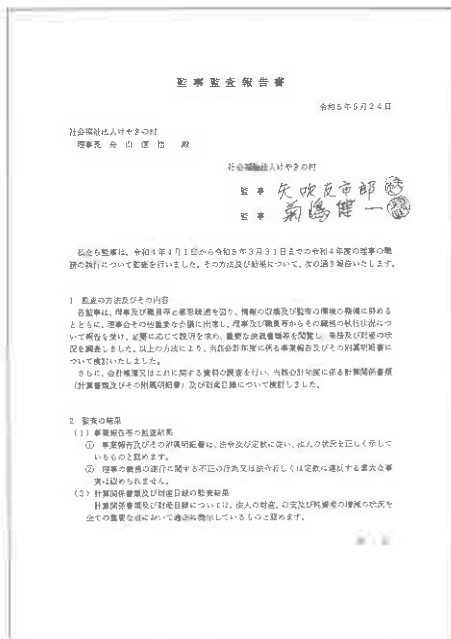 監事監査報告書
令和5年5月24日
社会福祉法人けやきの村
理事長 殿
社会福祉法人けやきの村
監事 矢吹友市郎
監事 菊嶋健一
私たち監事は、令和4年4月1日から令和5年3月31日までの令和4年度の理事の職
務の執行について監査を行いました。その方法及び結果について、次の通り報告いたします。
1 監査の方法及びその内容
各監事は、理事及び職員等と意思疎通を図り、情報の収集及び監査の環境の整備に努める
とともに、理事会その他重要な会議に出席し、理事及び職員等からその職務の執行状況につ
いて報告を受け、必要に応じて説明を求め、重要な決裁書類等を閲覧し、業務及び財産の状
況を調査しました。以上の方法により、当該会計年度に係る事業報告及びその附属明細書に
ついて検討いたしました。
さらに、会計帳簿又はこれに関する資料の調査を行い、当該会計年度に係る計算関係書類
(計算書類及びその附属明細書)及び財産目録について検討しました。
2 監査の結果
(1)事業報告等の監査結果
① 事業報告及びその附属明細書は、法令及び定款に従い、法人の状況を正しく示して
いるものと認めます。
② 理事の職務の遂行に関する不正の行為又は法令若しくは定款に違反する重大な事
実は認められません。
(2)計算関係書類及び財産目録の監査結果
計算関係書類及び財産目録については、法人の財産、収支及び純資産の増減の状況を
全ての重要な点において適正に表示しているものと認めます。